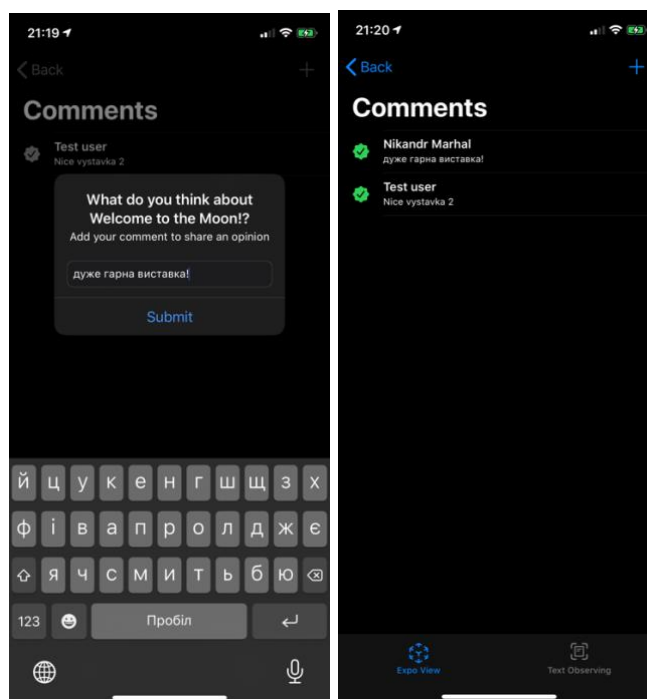 21:19
Back
Comments
Test user
Nice vystavka 2
What do you think about
Welcome to the Moon!?
Add your comment to share an opinion
дуже гарна виставка!
Submit
й ц у к е н г ш щ з х
ф і в а п р о л д ж є
я ч с м и т ь б ю
123 Пробіл
21:20
Back
Comments
Nikandr Marhal
дуже гарна виставка!
Test user
Nice vystavka 2
Expo View Text Observing